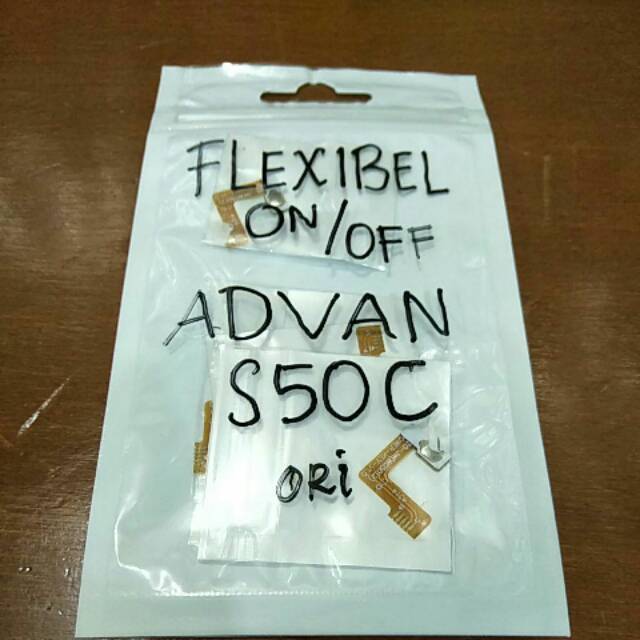 FLEXIBEL
ON/OFF
ADVAN
S50C
ORi